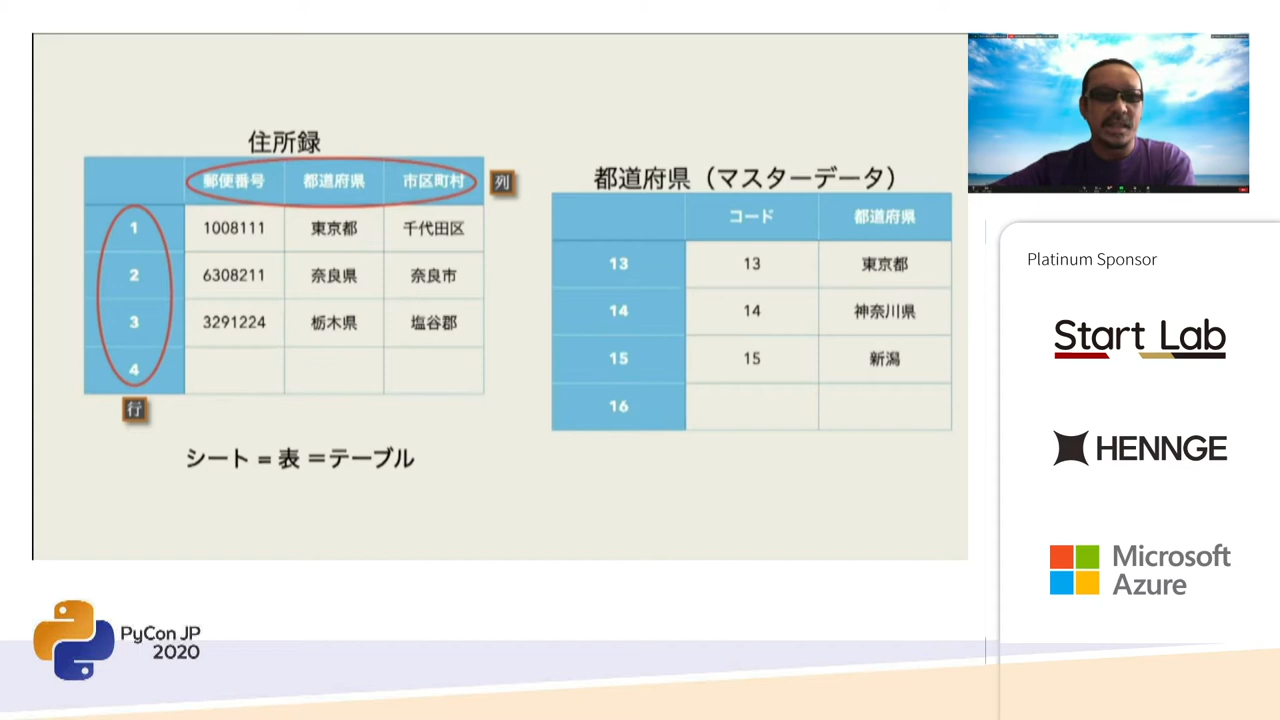 住所録
郵便番号 都道府県 市区町村
列
1 1008111 東京都 千代田区
2 6308211 奈良県 奈良市
3 3291224 栃木県 塩谷郡
4
行
シート = 表 =テーブル
都道府県（マスターデータ）
コード 都道府県
13 13 東京都
14 14 神奈川県
15 15 新潟
16
Platinum Sponsor
Start Lab
HENNGE
Microsoft
Azure
PyCon JP
2020